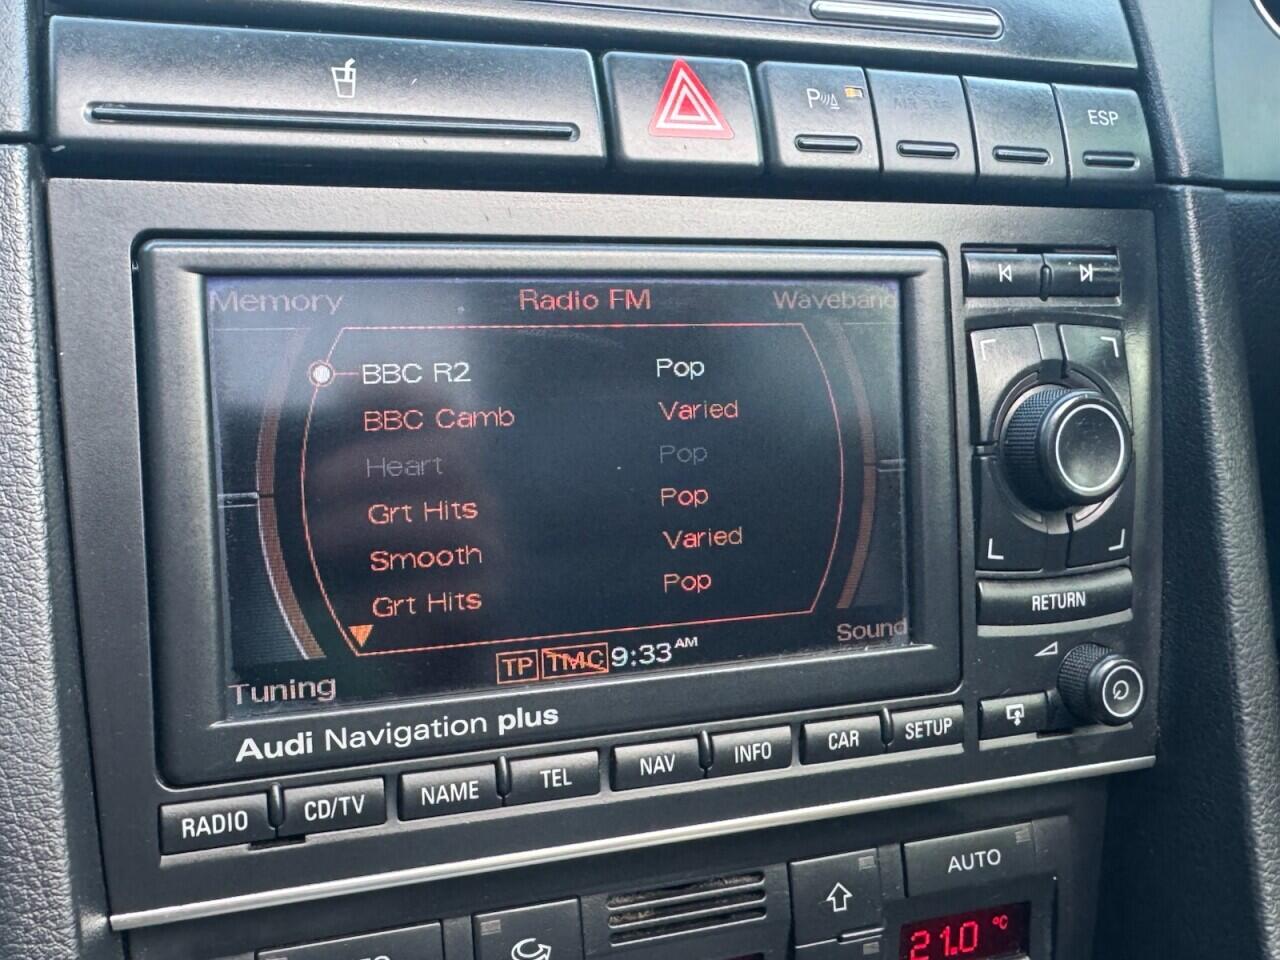 P
ESP
Memory
Radio FM
Waveband
BBC R2 Pop
BBC Camb Varied
Heart Pop
Grt Hits Pop
Smooth Varied
Grt Hits Pop
TP TMC 9:33 AM
Sound
Tuning
RETURN
Audi Navigation plus
RADIO
CD/TV
NAME
TEL
NAV
INFO
CAR
SETUP
AUTO
21.0 °C